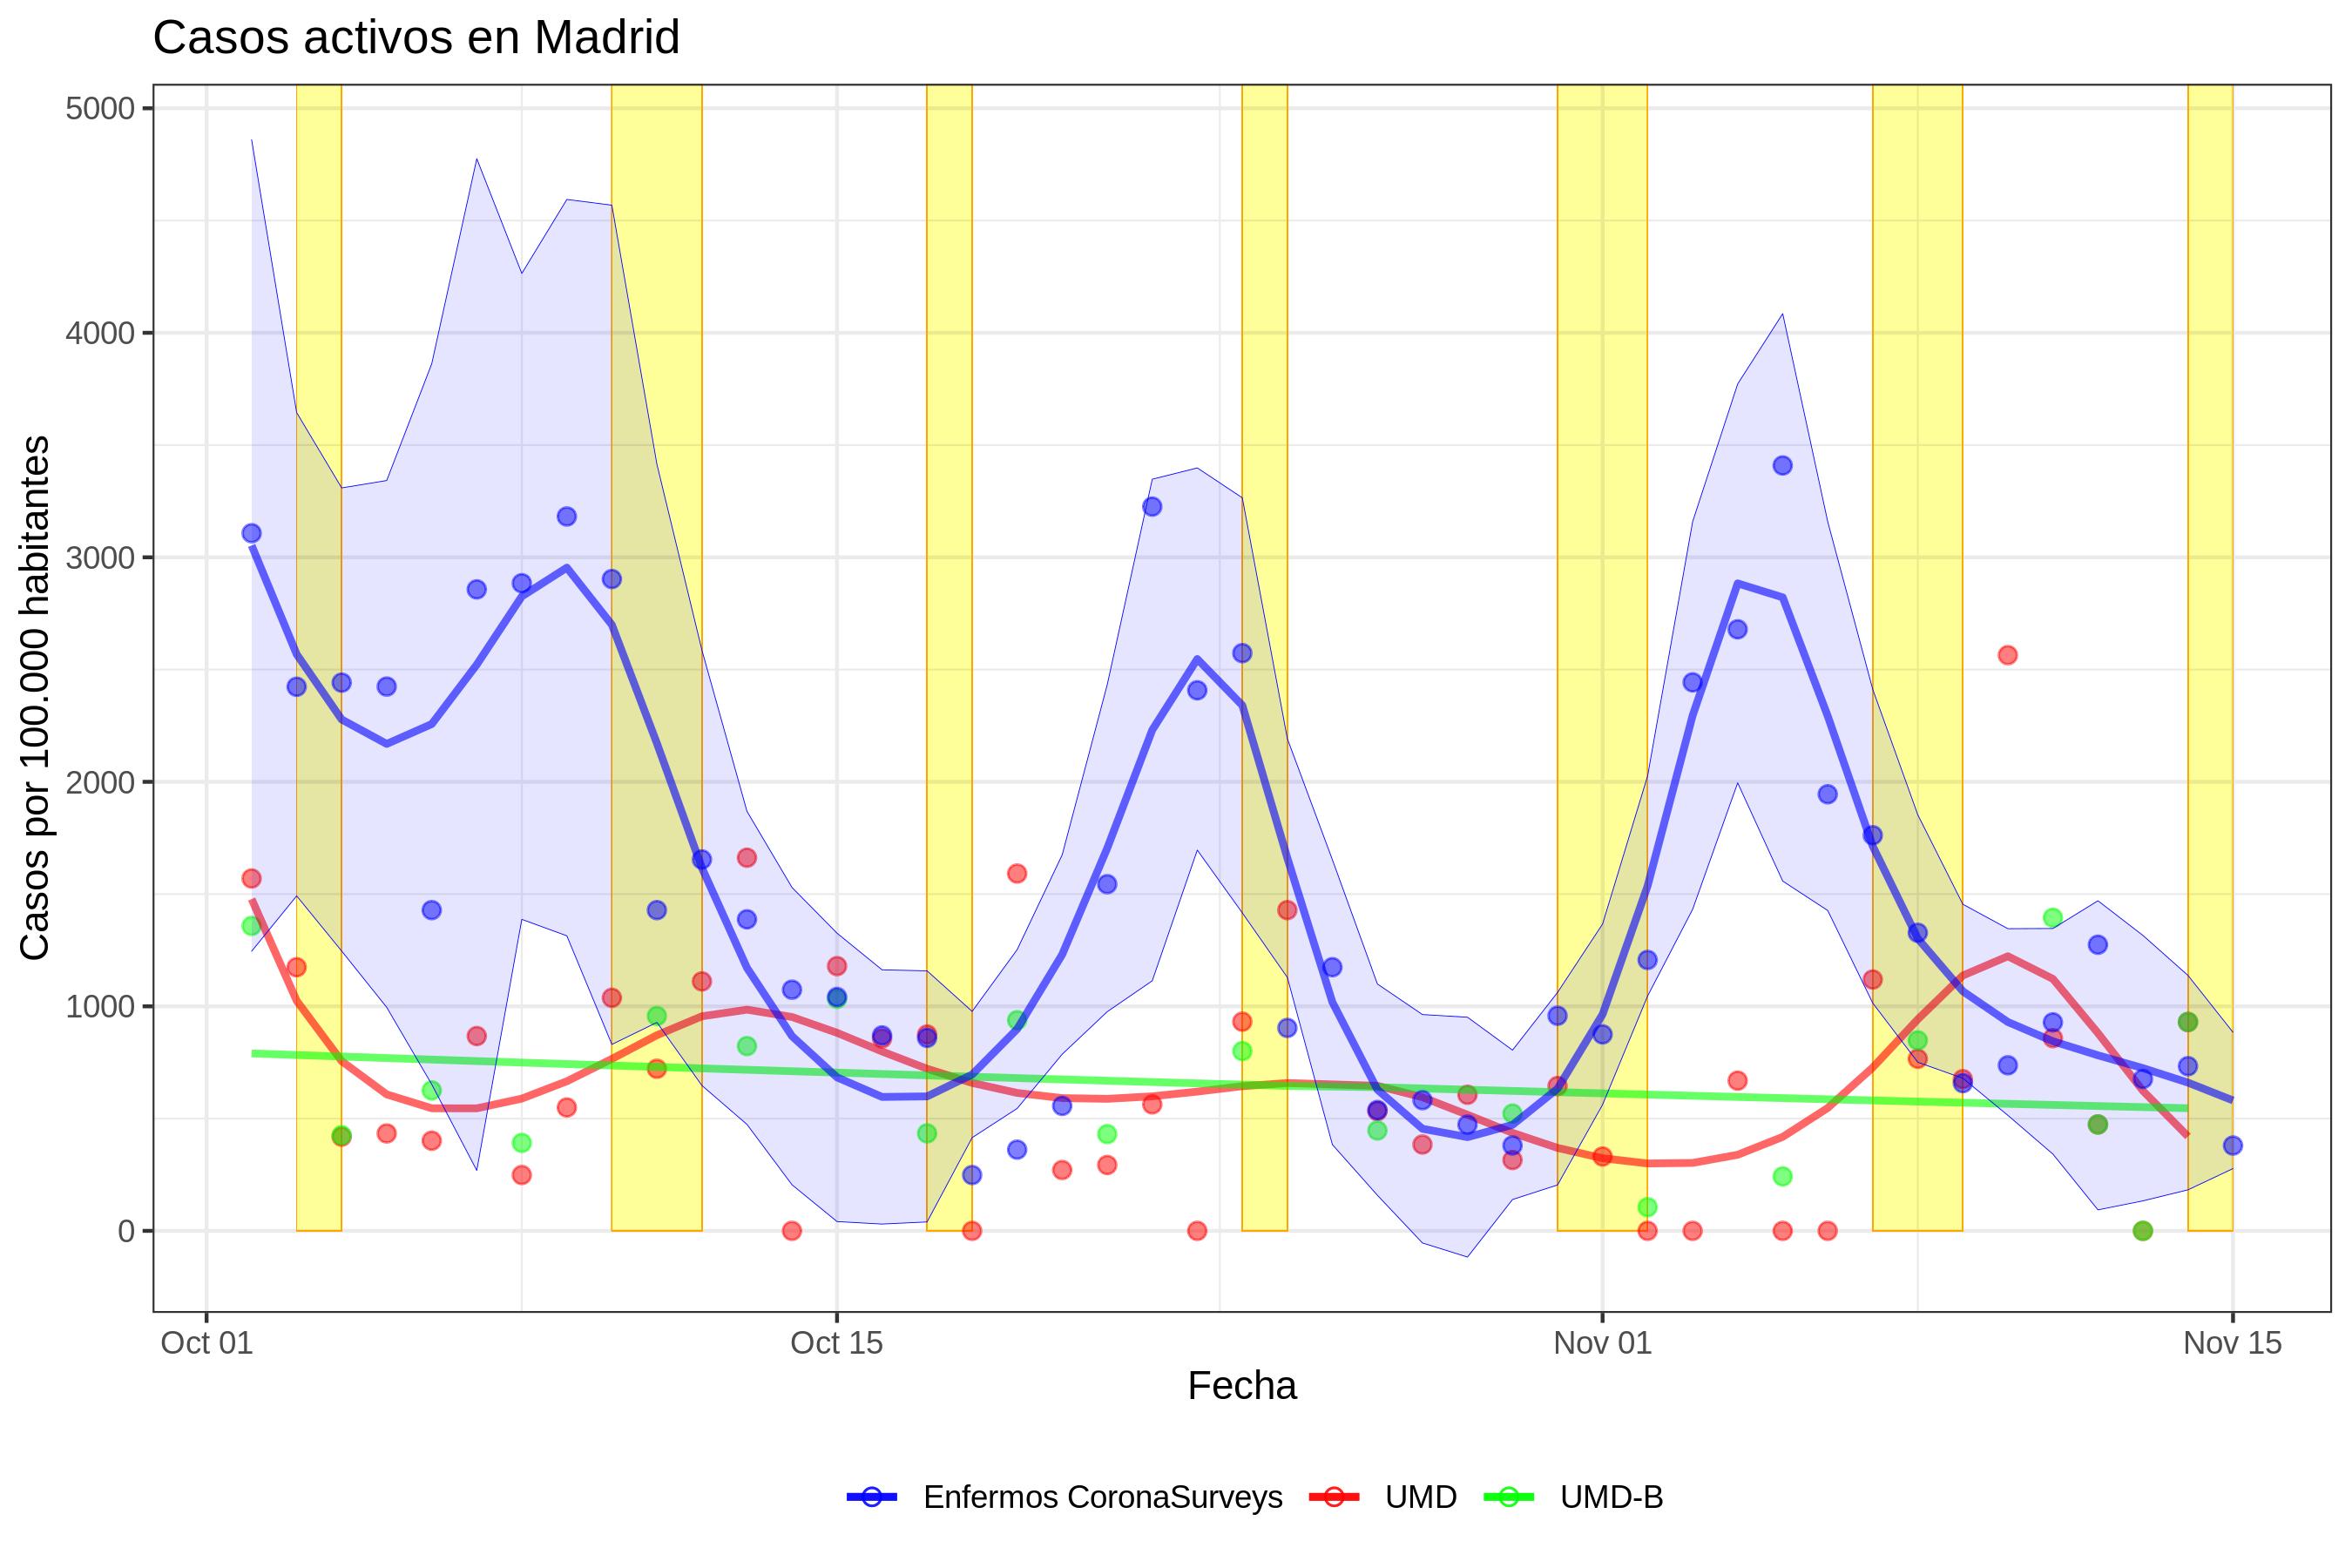 Casos activos en Madrid
5000
4000
3000
2000
1000
0
Casos por 100.000 habitantes
Oct 01
Oct 15
Nov 01
Nov 15
Fecha
Enfermos CoronaSurveys
UMD
UMD-B